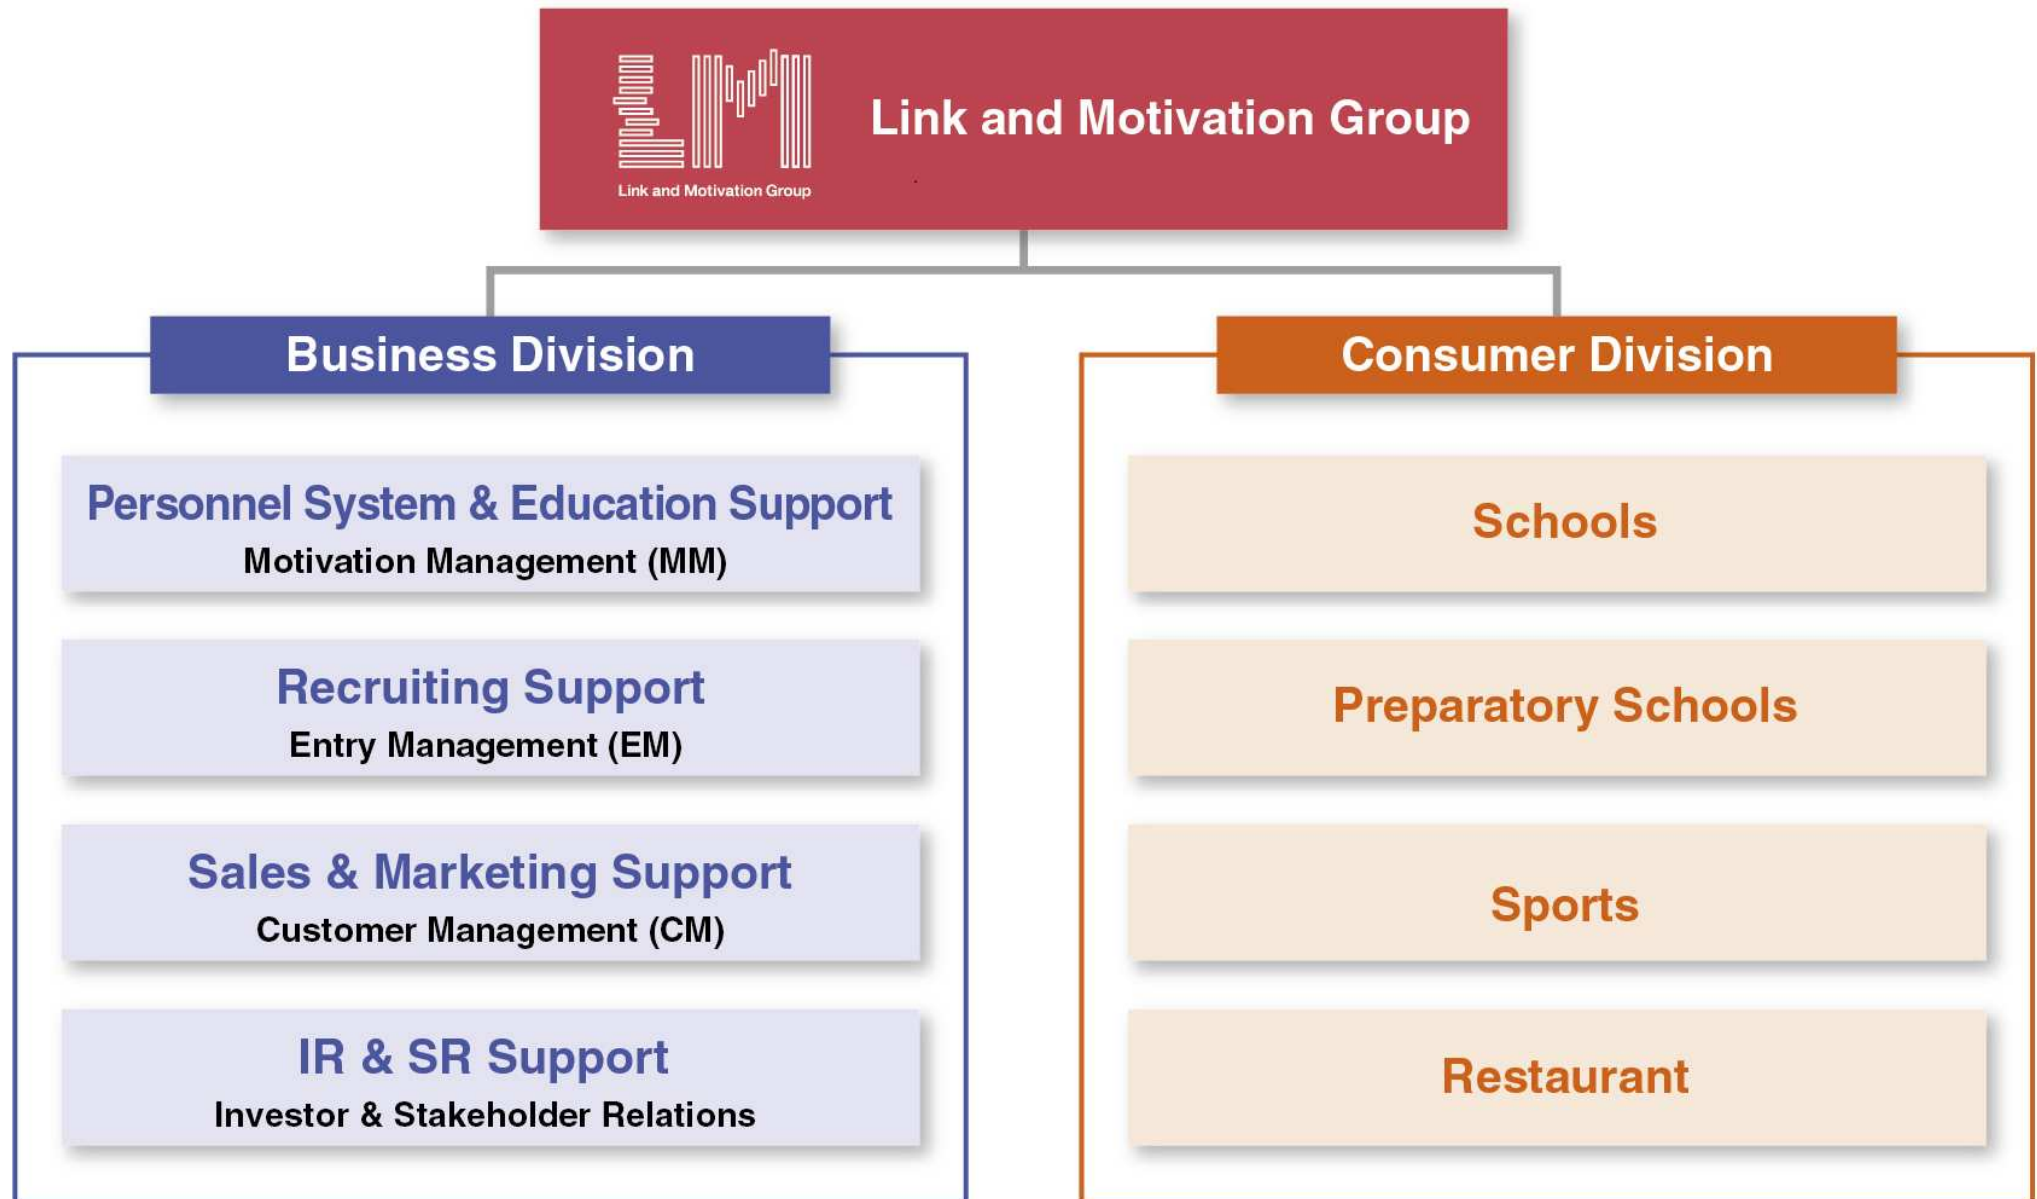 LM
Link and Motivation Group
Link and Motivation Group
Business Division
Personnel System & Education Support
Motivation Management (MM)
Recruiting Support
Entry Management (EM)
Sales & Marketing Support
Customer Management (CM)
IR & SR Support
Investor & Stakeholder Relations
Consumer Division
Schools
Preparatory Schools
Sports
Restaurant